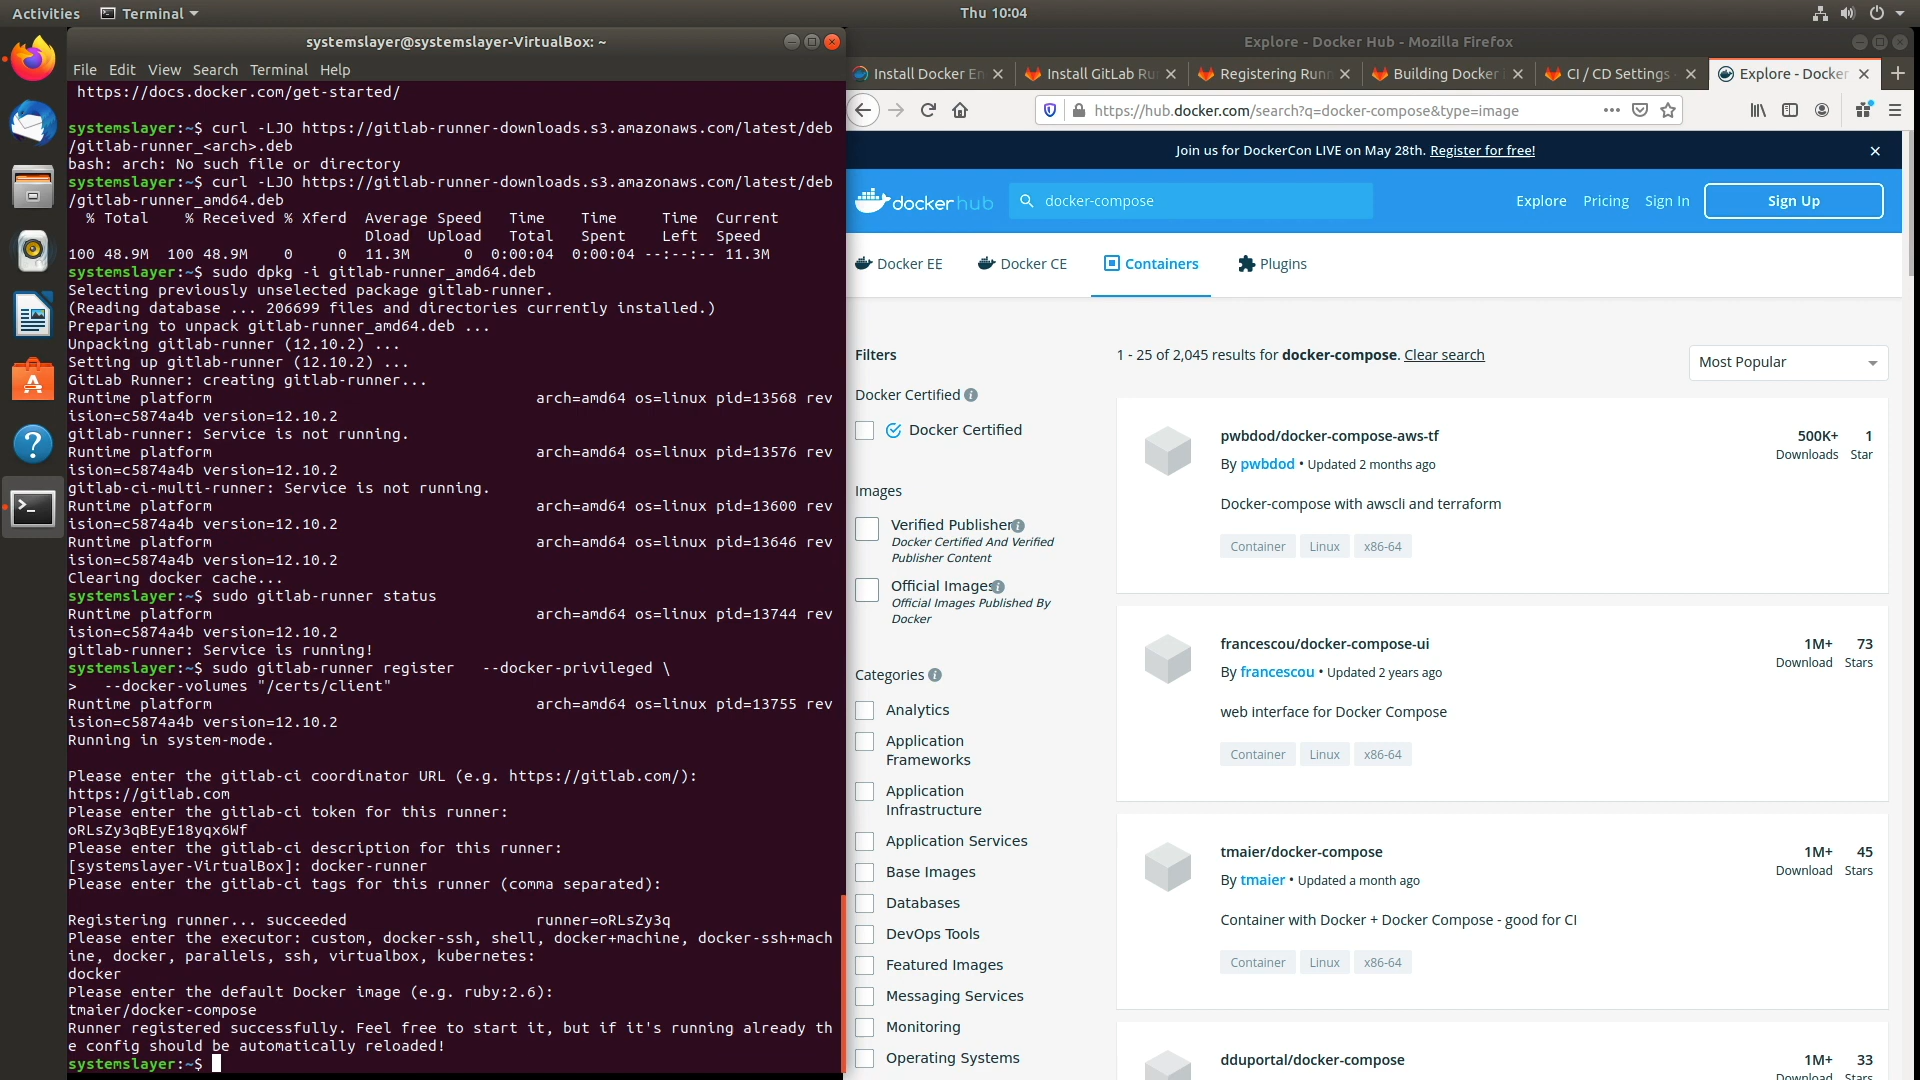 Activities
Terminal
Thu 10:04
systemslayer@systemslayer-VirtualBox: ~
File Edit View Search Terminal Help
https://docs.docker.com/get-started/
systemslayer:~$ curl -LJO https://gitlab-runner-downloads.s3.amazonaws.com/latest/deb
/gitlab-runner_<arch>.deb
bash: arch: No such file or directory
systemslayer:~$ curl -LJO https://gitlab-runner-downloads.s3.amazonaws.com/latest/deb
/gitlab-runner_amd64.deb
% Total % Received % Xferd Average Speed Time Time Time Current
Dload Upload Total Spent Left Speed
100 48.9M 100 48.9M 0 0 11.3M 0 0:00:04 0:00:04 --:--:-- 11.3M
systemslayer:~$ sudo dpkg -i gitlab-runner_amd64.deb
Selecting previously unselected package gitlab-runner.
(Reading database ... 206699 files and directories currently installed.)
Preparing to unpack gitlab-runner_amd64.deb ...
Unpacking gitlab-runner (12.10.2) ...
Setting up gitlab-runner (12.10.2) ...
GitLab Runner: creating gitlab-runner...
Runtime platform arch=amd64 os=linux pid=13568 rev
ision=c5874a4b version=12.10.2
gitlab-runner: Service is not running.
Runtime platform arch=amd64 os=linux pid=13576 rev
ision=c5874a4b version=12.10.2
gitlab-ci-multi-runner: Service is not running.
Runtime platform arch=amd64 os=linux pid=13600 rev
ision=c5874a4b version=12.10.2
Runtime platform arch=amd64 os=linux pid=13646 rev
ision=c5874a4b version=12.10.2
Clearing docker cache...
systemslayer:~$ sudo gitlab-runner status
Runtime platform arch=amd64 os=linux pid=13744 rev
ision=c5874a4b version=12.10.2
gitlab-runner: Service is running!
systemslayer:~$ sudo gitlab-runner register --docker-privileged \
> --docker-volumes "/certs/client"
Runtime platform arch=amd64 os=linux pid=13755 rev
ision=c5874a4b version=12.10.2
Running in system-mode.
Please enter the gitlab-ci coordinator URL (e.g. https://gitlab.com/):
https://gitlab.com
Please enter the gitlab-ci token for this runner:
oRLsZy3qBEyE18yqx6Wf
Please enter the gitlab-ci description for this runner:
[systemslayer-VirtualBox]: docker-runner
Please enter the gitlab-ci tags for this runner (comma separated):
Registering runner... succeeded runner=oRLsZy3q
Please enter the executor: custom, docker-ssh, shell, docker+machine, docker-ssh+mach
ine, docker, parallels, ssh, virtualbox, kubernetes:
docker
Please enter the default Docker image (e.g. ruby:2.6):
tmaier/docker-compose
Runner registered successfully. Feel free to start it, but if it's running already th
e config should be automatically reloaded!
systemslayer:~$
Explore - Docker Hub - Mozilla Firefox
Install Docker En
Install GitLab Ru
Registering Runn
Building Docker
CI / CD Settings
Explore - Docker
https://hub.docker.com/search?q=docker-compose&type=image
Join us for DockerCon LIVE on May 28th. Register for free!
dockerhub
docker-compose
Explore Pricing Sign In Sign Up
Docker EE Docker CE Containers Plugins
Filters
Docker Certified
Docker Certified
Images
Verified Publisher
Docker Certified And Verified
Publisher Content
Official Images
Official Images Published By
Docker
Categories
Analytics
Application
Frameworks
Application
Infrastructure
Application Services
Base Images
Databases
DevOps Tools
Featured Images
Messaging Services
Monitoring
Operating Systems
1 - 25 of 2,045 results for docker-compose. Clear search
Most Popular
pwbdod/docker-compose-aws-tf
500K+ 1
By pwbdod • Updated 2 months ago
Downloads Star
Docker-compose with awscli and terraform
Container Linux x86-64
francescou/docker-compose-ui
1M+ 73
By francescou • Updated 2 years ago
Download Stars
web interface for Docker Compose
Container Linux x86-64
tmaier/docker-compose
1M+ 45
By tmaier • Updated a month ago
Download Stars
Container with Docker + Docker Compose - good for CI
Container Linux x86-64
dduportal/docker-compose
1M+ 33
Download Stars